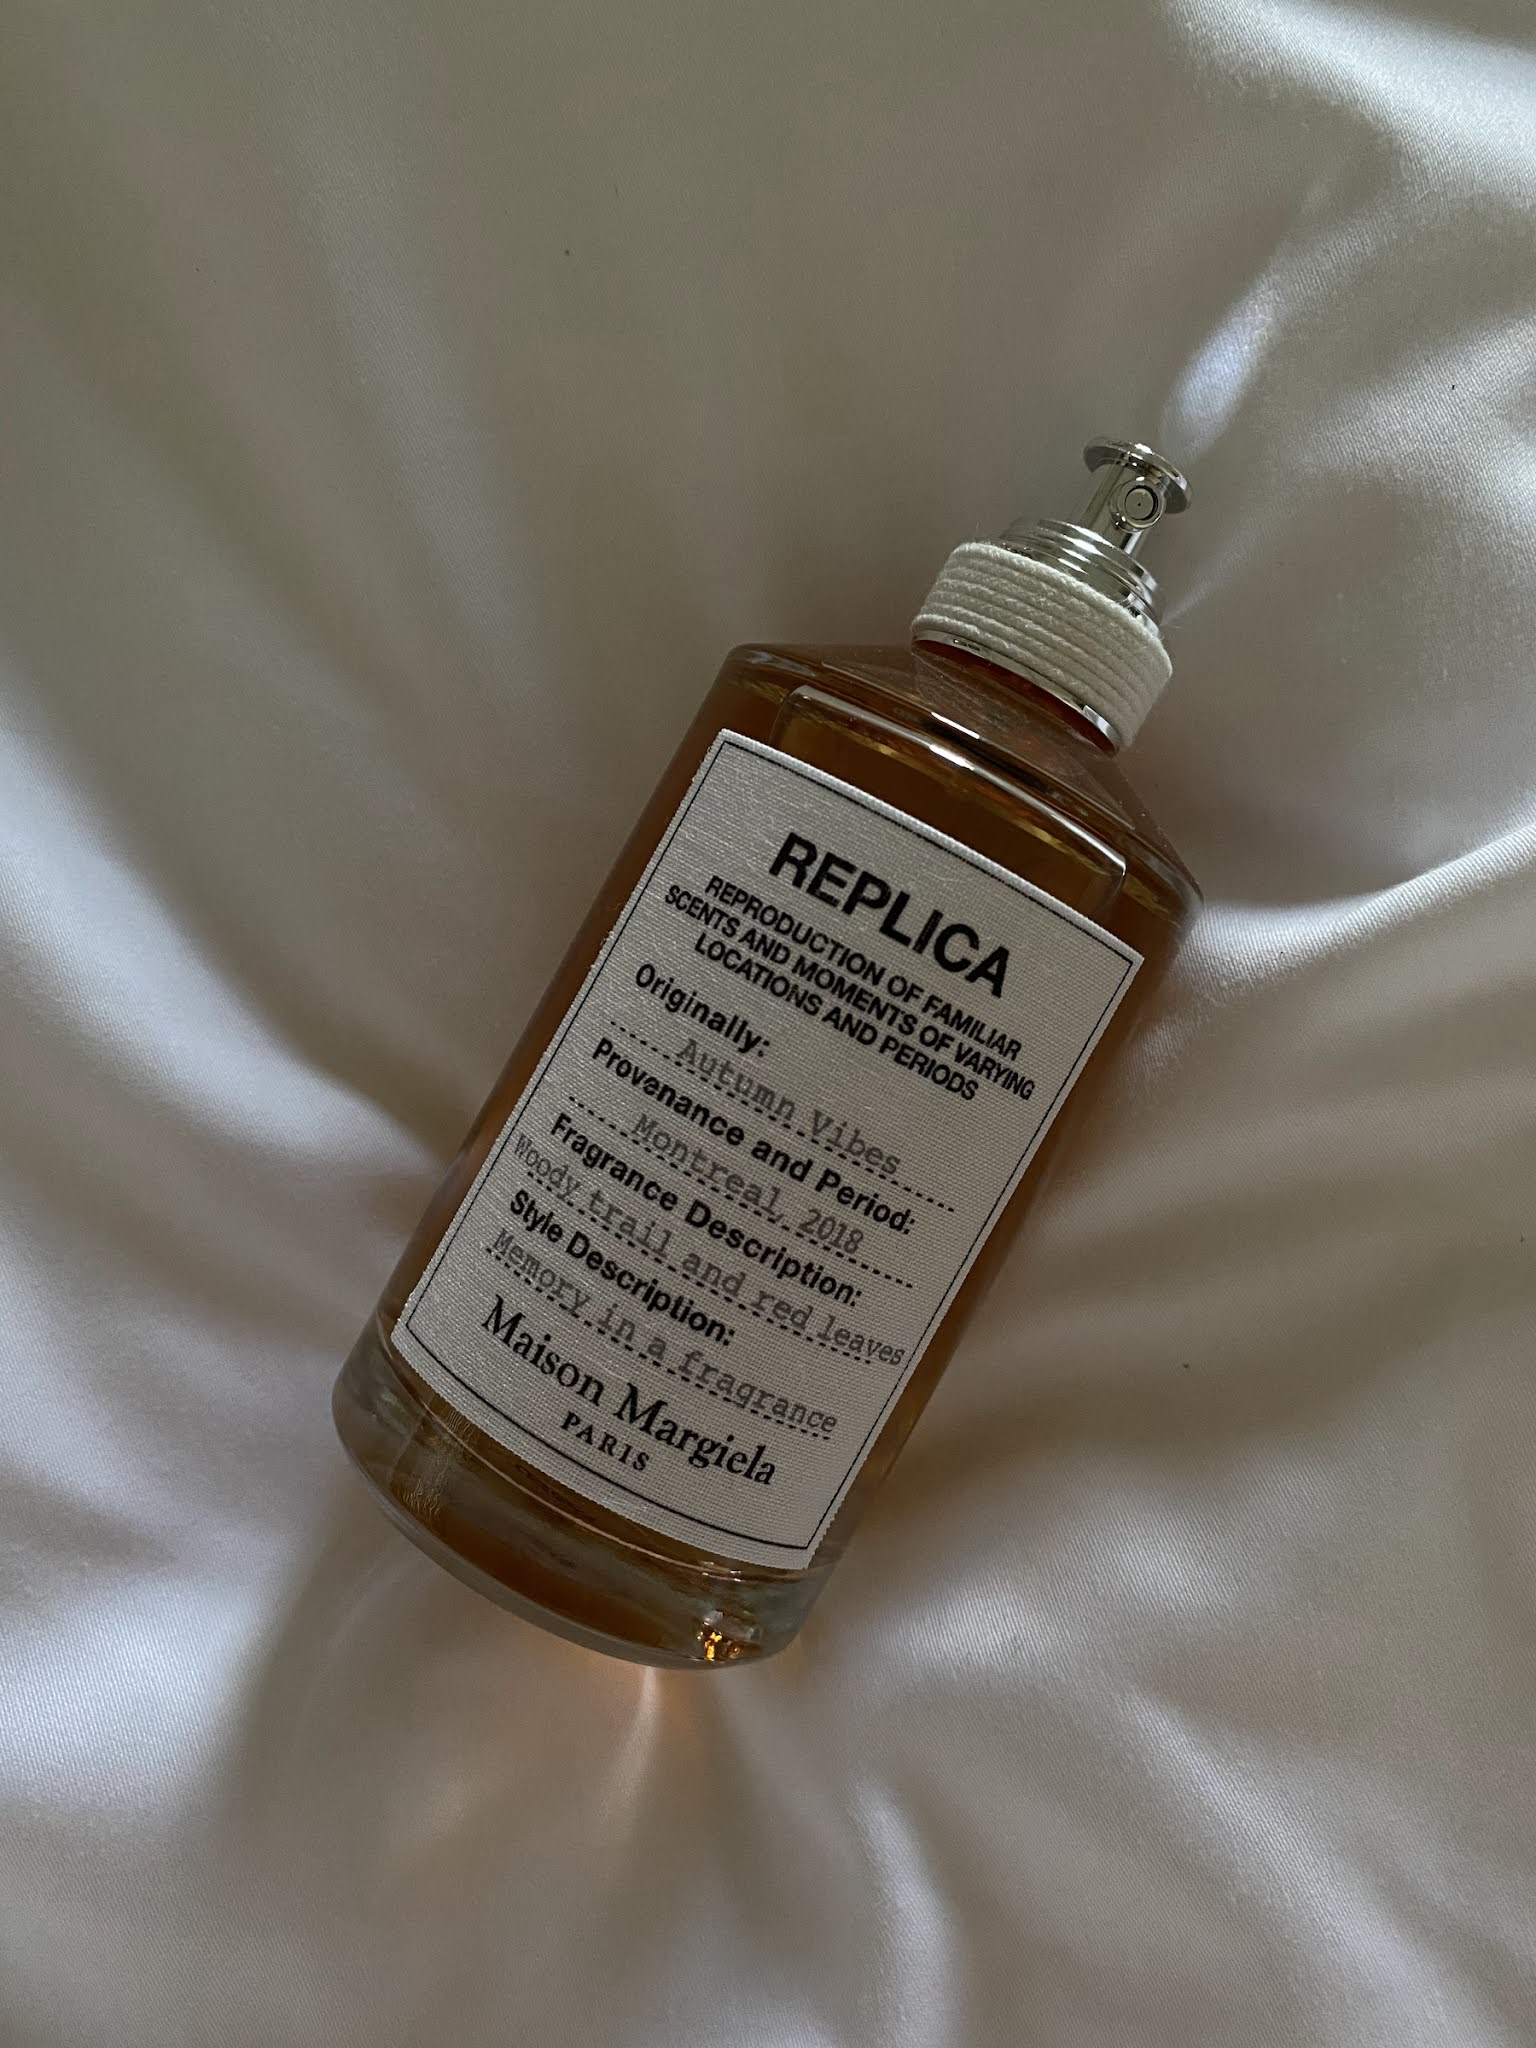 REPLICA
REPRODUCTION OF FAMILIAR
SCENTS AND MOMENTS OF VARYING
LOCATIONS AND PERIODS
Originally:
Autumn Vibes
Provenance and Period:
Montreal, 2018
Fragrance Description:
Woody trail and red leaves
Style Description:
Memory in a fragrance
Maison Margiela
PARIS